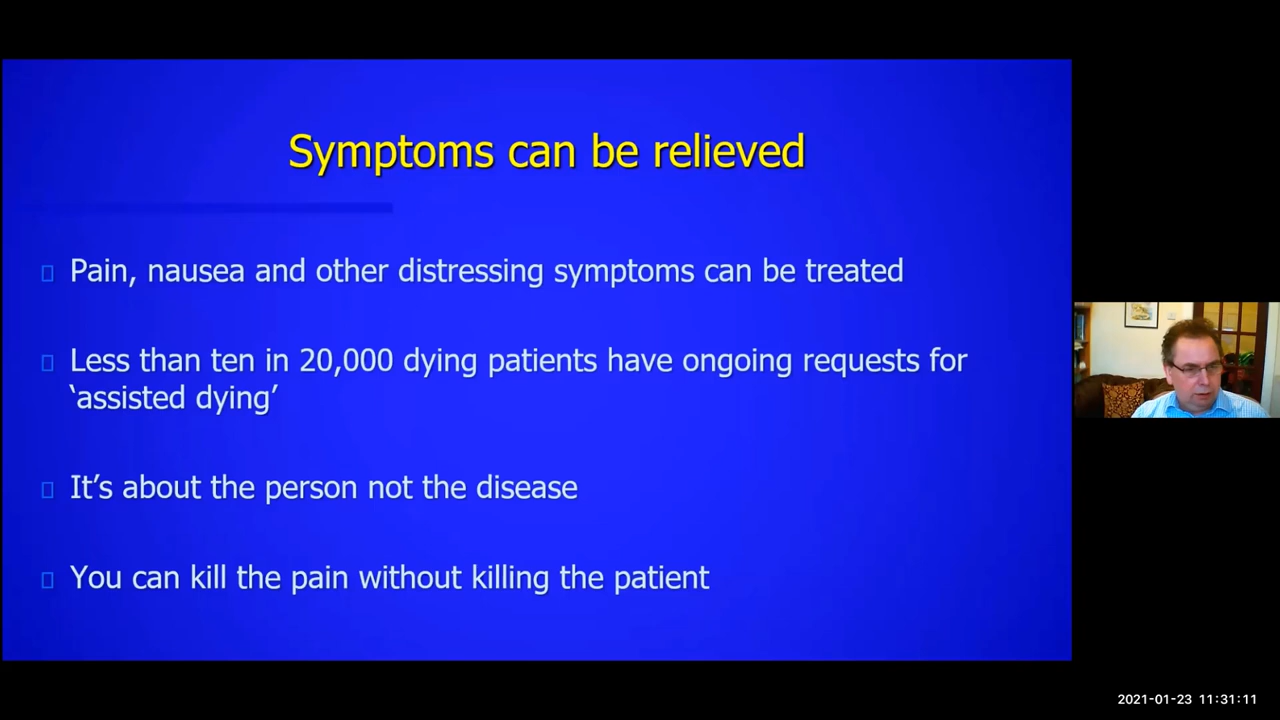 Symptoms can be relieved
Pain, nausea and other distressing symptoms can be treated
Less than ten in 20,000 dying patients have ongoing requests for
‘assisted dying’
It’s about the person not the disease
You can kill the pain without killing the patient
2021-01-23 11:31:11